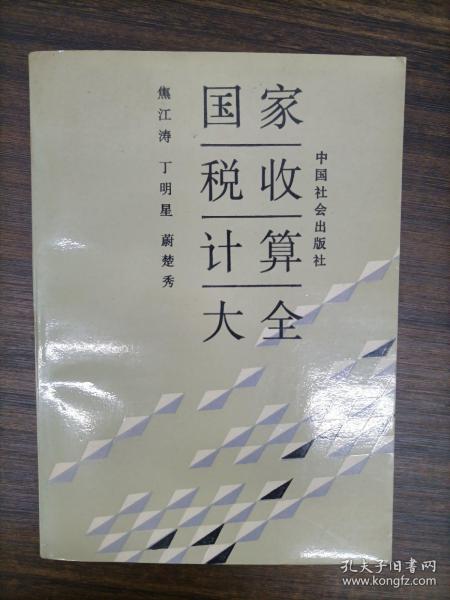 国家
税收
计算
大全
焦江涛 丁明星 蔚楚秀
中国社会出版社
孔夫子旧书网
www.kongfz.com